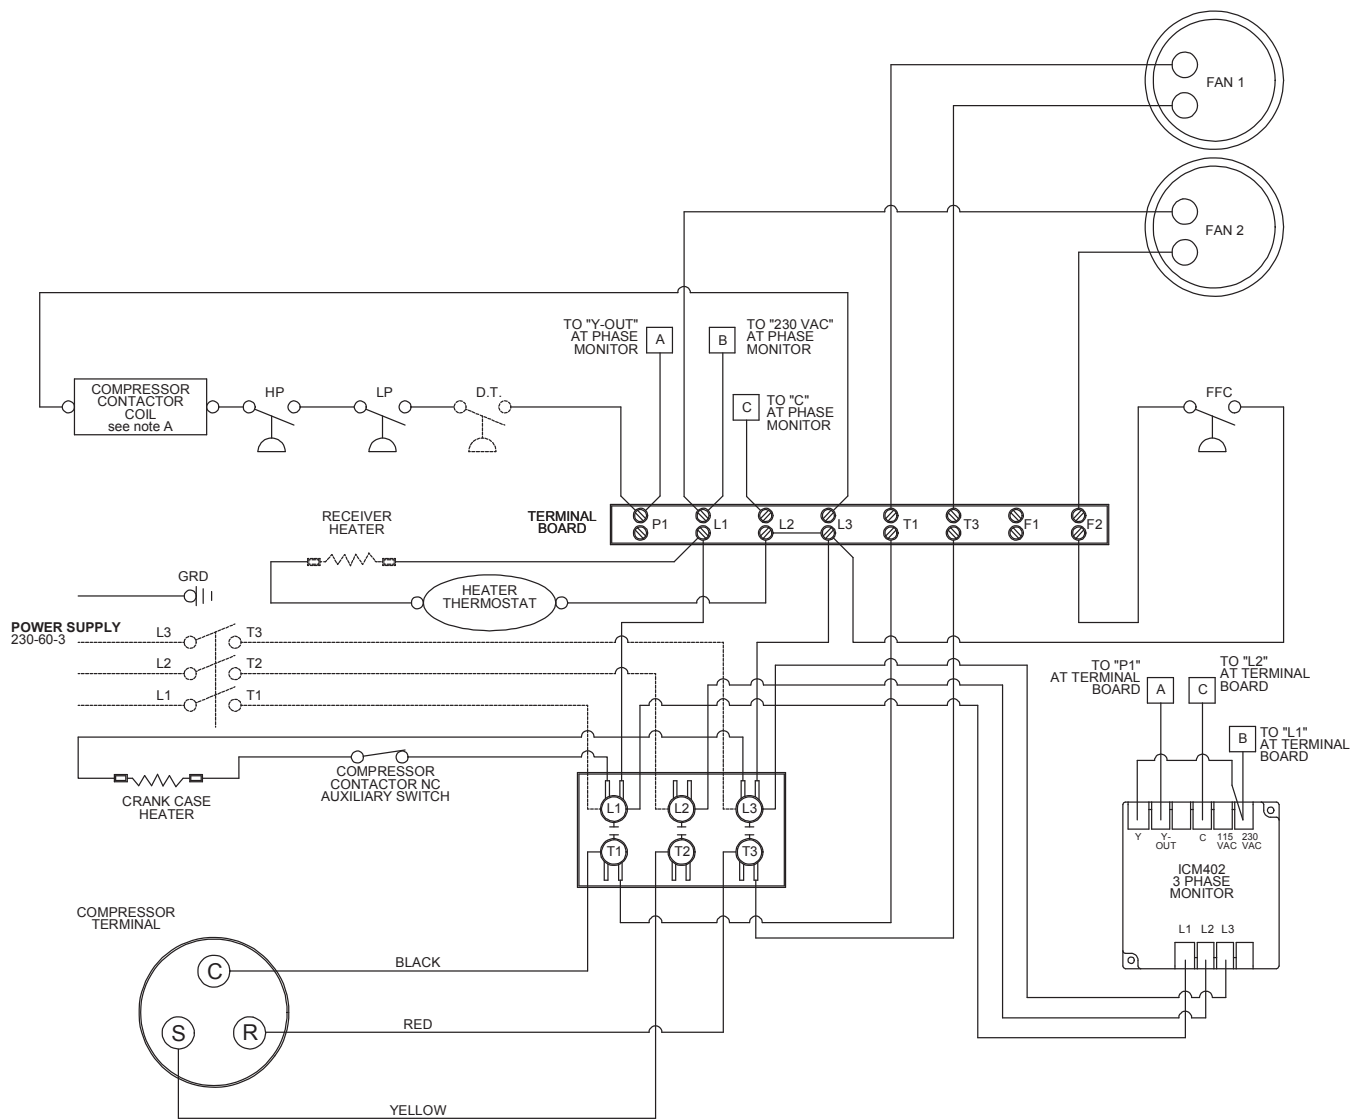 FAN 1
FAN 2
TO "Y-OUT"
AT PHASE
MONITOR
A
B
TO "230 VAC"
AT PHASE
MONITOR
C
TO "C"
AT PHASE
MONITOR
COMPRESSOR
CONTACTOR
COIL
see note A
HP
LP
D.T.
FFC
RECEIVER
HEATER
TERMINAL
BOARD
P1
L1
L2
L3
T1
T3
F1
F2
GRD
HEATER
THERMOSTAT
POWER SUPPLY
230-60-3
L3
T3
L2
T2
L1
T1
TO "P1"
AT TERMINAL
BOARD
A
C
TO "L2"
AT TERMINAL
BOARD
B
TO "L1"
AT TERMINAL
BOARD
CRANK CASE
HEATER
COMPRESSOR
CONTACTOR NC
AUXILIARY SWITCH
L1
L2
L3
T1
T2
T3
Y
Y-
OUT
C
115
VAC
230
VAC
ICM402
3 PHASE
MONITOR
L1
L2
L3
COMPRESSOR
TERMINAL
C
S
R
BLACK
RED
YELLOW